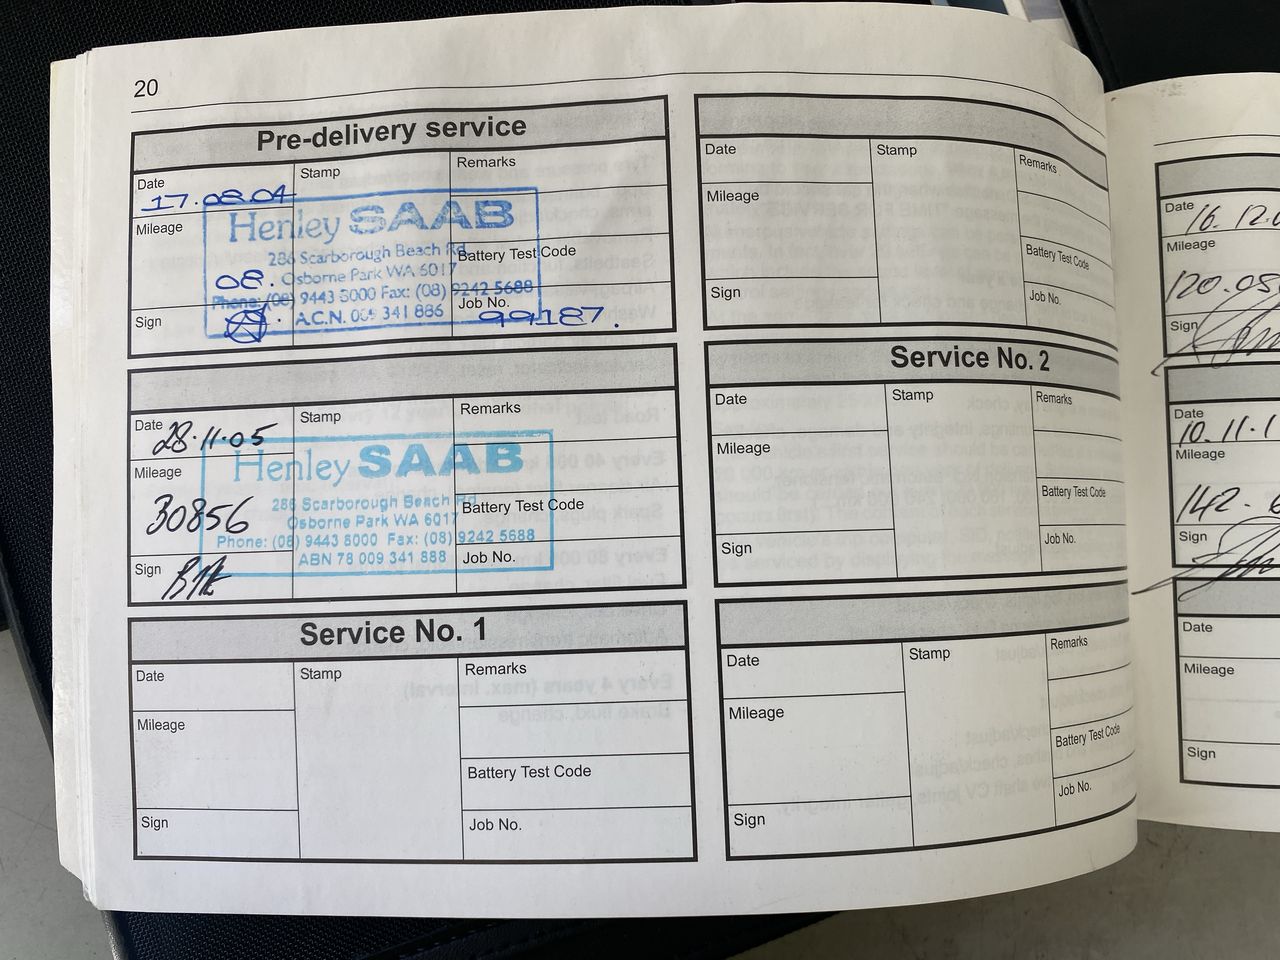 20
Pre-delivery service
Date
17.08.04
Stamp
Remarks
Mileage
08.
Battery Test Code
Sign
Job No.
99187.
Henley SAAB
286 Scarborough Beach Rd
Osborne Park WA 6017
Phone: (08) 9443 8000 Fax: (08) 9242 5688
A.C.N. 009 341 886
Date
28.11.05
Stamp
Remarks
Mileage
30856
Battery Test Code
Sign
Job No.
Henley SAAB
286 Scarborough Beach Rd
Osborne Park WA 6017
Phone: (08) 9443 8000 Fax: (08) 9242 5688
ABN 78 009 341 888
Service No. 1
Date
Stamp
Remarks
Mileage
Battery Test Code
Sign
Job No.
Date
Stamp
Remarks
Mileage
Battery Test Code
Sign
Job No.
Service No. 2
Date
Stamp
Remarks
Mileage
Battery Test Code
Sign
Job No.
Date
Stamp
Remarks
Mileage
Battery Test Code
Sign
Job No.
Date
16.12.
Mileage
120.05
Sign
Date
10.11.1
Mileage
142.
Sign
Date
Mileage
Sign